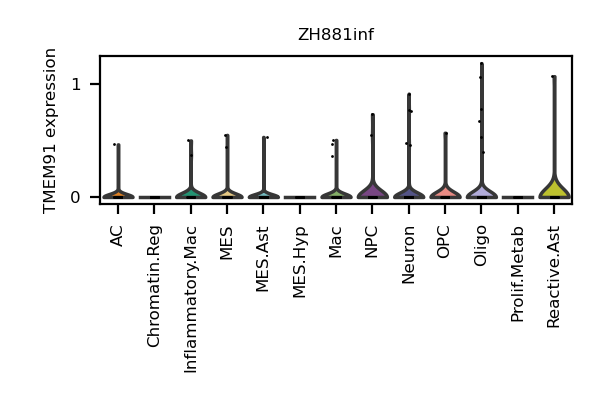 ZH881inf
TMEM91 expression
1
0
AC
Chromatin.Reg
Inflammatory.Mac
MES
MES.Ast
MES.Hyp
Mac
NPC
Neuron
OPC
Oligo
Prolif.Metab
Reactive.Ast